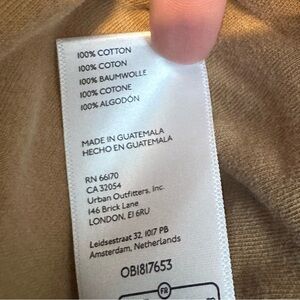 100% COTTON
100% COTON
100% BAUMWOLLE
100% COTONE
100% ALGODÓN
MADE IN GUATEMALA
HECHO EN GUATEMALA
RN 66170
CA 32054
Urban Outfitters, Inc.
146 Brick Lane
LONDON, E1 6RU
Leidsestraat 32, 1017 PB
Amsterdam, Netherlands
OB1817653
FR